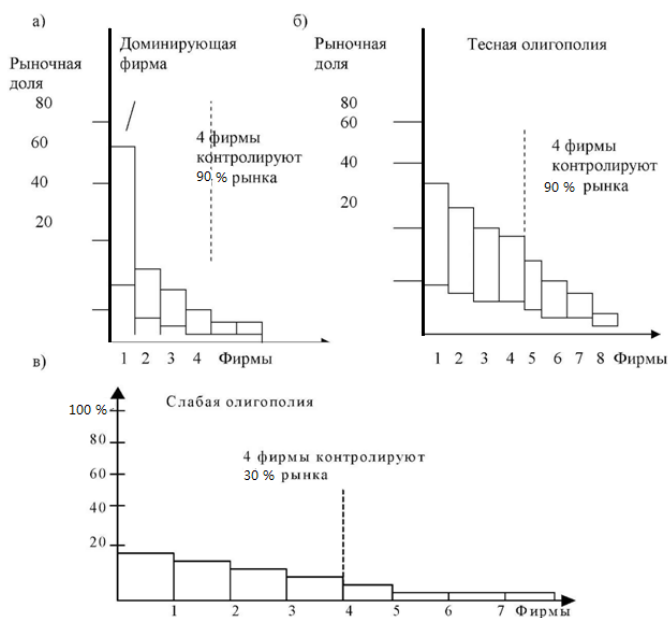 а)
Доминирующая
фирма
Рыночная
доля
80
60
40
20
4 фирмы
контролируют
90 % рынка
1 2 3 4 Фирмы
б)
Рыночная
доля
Тесная олигополия
80
60
40
20
4 фирмы
контролируют
90 % рынка
1 2 3 4 5 6 7 8 Фирмы
в)
Слабая олигополия
100 %
80
60
40
20
4 фирмы контролируют
30 % рынка
1 2 3 4 5 6 7 Фирмы